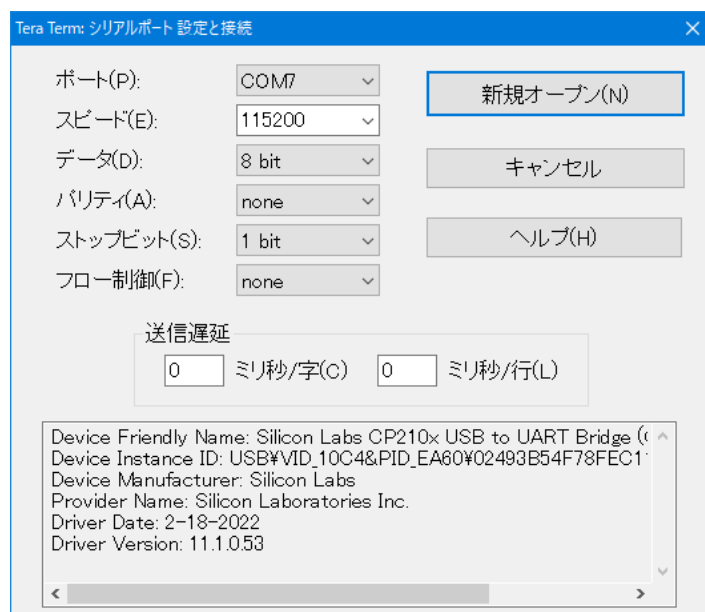 Tera Term: シリアルポート 設定と接続
ポート(P):
COM7
新規オープン(N)
スピード(E):
115200
データ(D):
8 bit
キャンセル
パリティ(A):
none
ストップビット(S):
1 bit
ヘルプ(H)
フロー制御(F):
none
送信遅延
0
ミリ秒/字(C)
0
ミリ秒/行(L)
Device Friendly Name: Silicon Labs CP210x USB to UART Bridge (
Device Instance ID: USB¥VID_10C4&PID_EA60¥02493B54F78FEC1
Device Manufacturer: Silicon Labs
Provider Name: Silicon Laboratories Inc.
Driver Date: 2-18-2022
Driver Version: 11.1.0.53